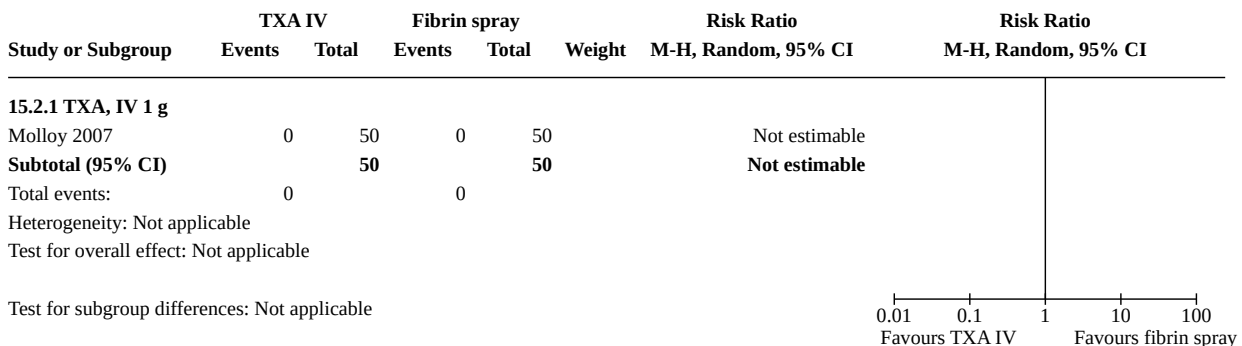 TXA IV Fibrin spray Risk Ratio Risk Ratio
Study or Subgroup Events Total Events Total Weight M-H, Random, 95% CI M-H, Random, 95% CI
15.2.1 TXA, IV 1 g
Molloy 2007 0 50 0 50 Not estimable
Subtotal (95% CI) 50 50 Not estimable
Total events: 0 0
Heterogeneity: Not applicable
Test for overall effect: Not applicable
Test for subgroup differences: Not applicable
0.01 0.1 1 10 100
Favours TXA IV Favours fibrin spray